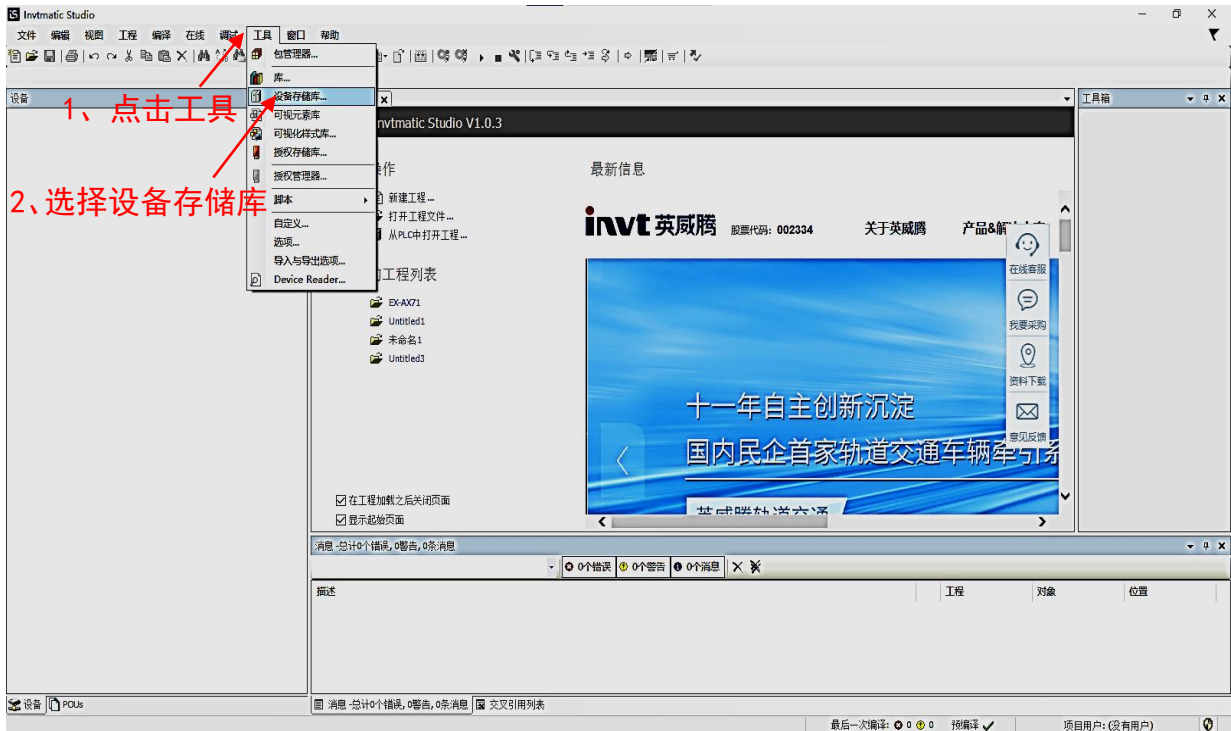 Invtmatic Studio
文件 编辑 视图 工程 编译 在线 调试 工具 窗口 帮助
包管理器...
库...
设备存储库...
可视元素库
可视化样式库...
授权存储库...
授权管理器...
脚本
自定义...
选项...
导入与导出选项...
Device Reader...
1、点击工具
2、选择设备存储库
设备
工具箱
nvtmatic Studio V1.0.3
操作
新建工程...
打开工程文件...
从PLC中打开工程...
工程列表
EX-AX71
Untitled1
未命名1
Untitled3
在工程加载之后关闭页面
显示起始页面
最新信息
invt 英威腾 股票代码: 002334 关于英威腾 产品&解
在线客服
我要采购
资料下载
意见反馈
十一年自主创新沉淀
国内民企首家轨道交通车辆牵引系
英威腾轨道交通
消息 -总计0个错误, 0警告, 0条消息
0个错误 0个警告 0个消息
描述 工程 对象 位置
设备 POUs
消息 -总计0个错误, 0警告, 0条消息 交叉引用列表
最后一次编译: 0 0 预编译 项目用户: (没有用户)